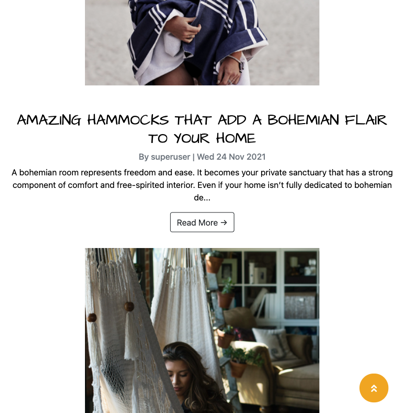 AMAZING HAMMOCKS THAT ADD A BOHEMIAN FLAIR
TO YOUR HOME
By superuser | Wed 24 Nov 2021
A bohemian room represents freedom and ease. It becomes your private sanctuary that has a strong
component of comfort and free-spirited interior. Even if your home isn’t fully dedicated to bohemian
de...
Read More →